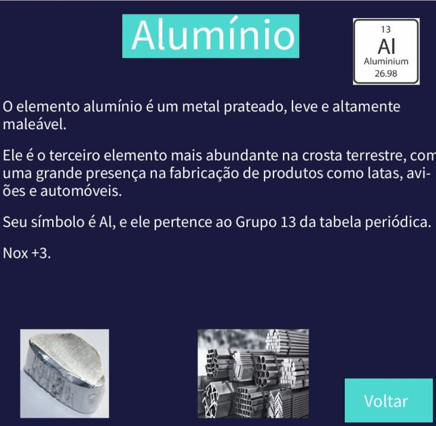 Alumínio
13
Al
Aluminium
26.98
O elemento alumínio é um metal prateado, leve e altamente
maleável.
Ele é o terceiro elemento mais abundante na crosta terrestre, com
uma grande presença na fabricação de produtos como latas, avi-
ões e automóveis.
Seu símbolo é Al, e ele pertence ao Grupo 13 da tabela periódica.
Nox +3.
Voltar